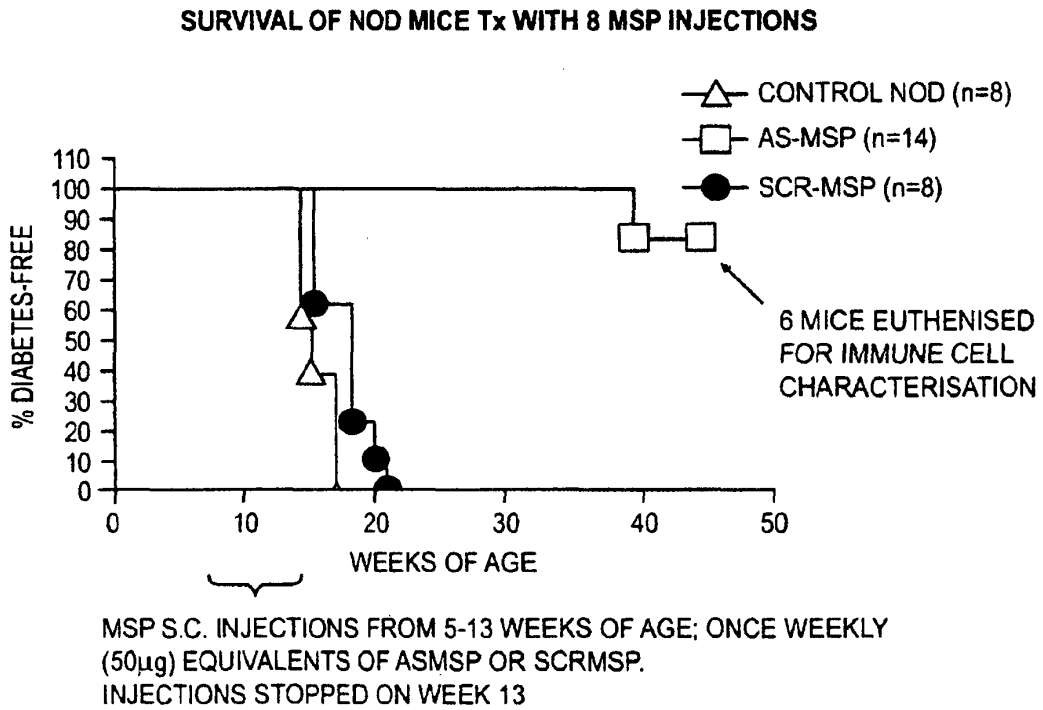 SURVIVAL OF NOD MICE Tx WITH 8 MSP INJECTIONS
CONTROL NOD (n=8)
AS-MSP (n=14)
SCR-MSP (n=8)
110
100
90
80
70
60
50
40
30
20
10
0
% DIABETES-FREE
0
10
20
30
40
50
WEEKS OF AGE
6 MICE EUTHENISED
FOR IMMUNE CELL
CHARACTERISATION
MSP S.C. INJECTIONS FROM 5-13 WEEKS OF AGE; ONCE WEEKLY
(50µg) EQUIVALENTS OF ASMSP OR SCRMSP.
INJECTIONS STOPPED ON WEEK 13